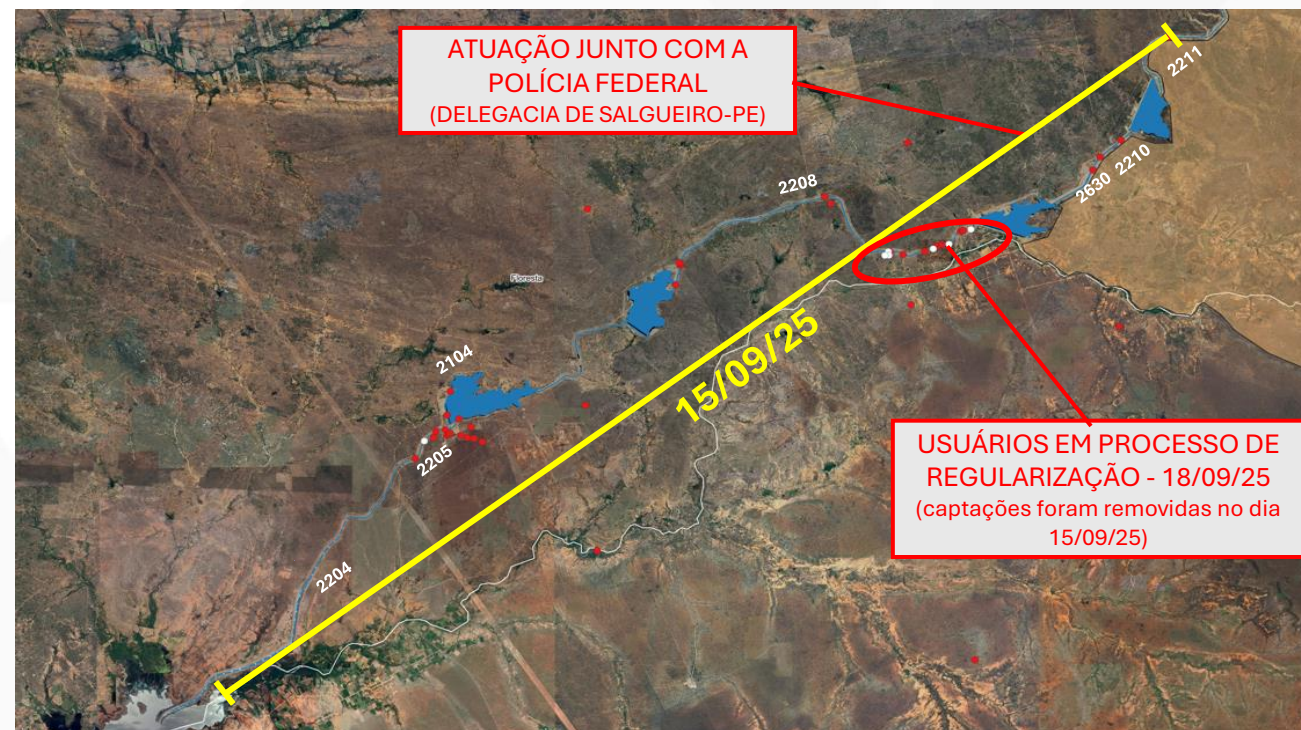 ATUAÇÃO JUNTO COM A
POLÍCIA FEDERAL
(DELEGACIA DE SALGUEIRO-PE)
2211
2210
2630
2208
Floresta
15/09/25
2104
2205
USUÁRIOS EM PROCESSO DE
REGULARIZAÇÃO - 18/09/25
(captações foram removidas no dia
15/09/25)
2204